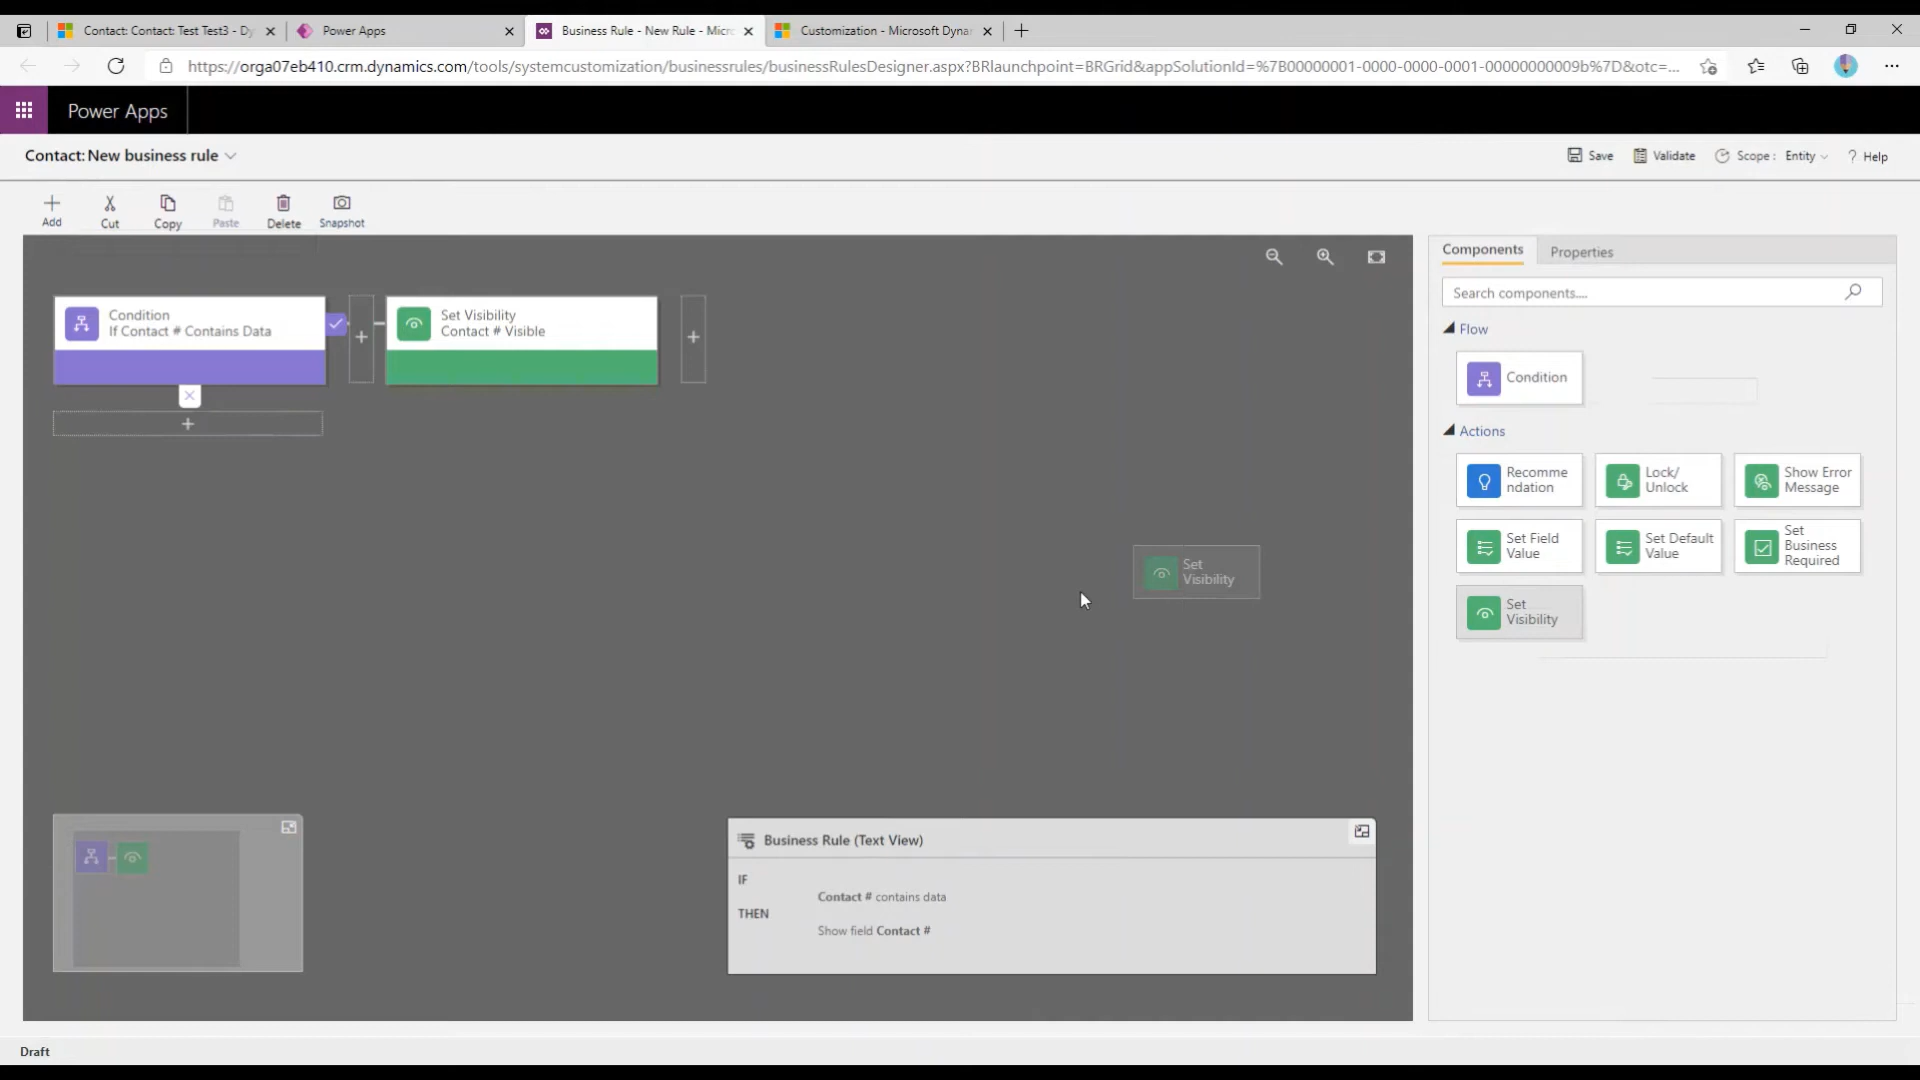 Contact: Contact: Test Test3 - Dy
Power Apps
Business Rule - New Rule - Micr
Customization - Microsoft Dynar
https://orga07eb410.crm.dynamics.com/tools/systemcustomization/businessrules/businessRulesDesigner.aspx?BRlaunchpoint=BRGrid&appSolutionId=%7B00000001-0000-0000-0001-00000000009b%7D&otc=...
Power Apps
Contact: New business rule
Save
Validate
Scope :
Entity
? Help
Add
Cut
Copy
Paste
Delete
Snapshot
Components
Properties
Search components....
Condition
If Contact # Contains Data
Set Visibility
Contact # Visible
Flow
Condition
Actions
Recomme
ndation
Lock/
Unlock
Show Error
Message
Set Field
Value
Set Default
Value
Set
Business
Required
Set
Visibility
Set
Visibility
Business Rule (Text View)
IF
Contact # contains data
THEN
Show field Contact #
Draft